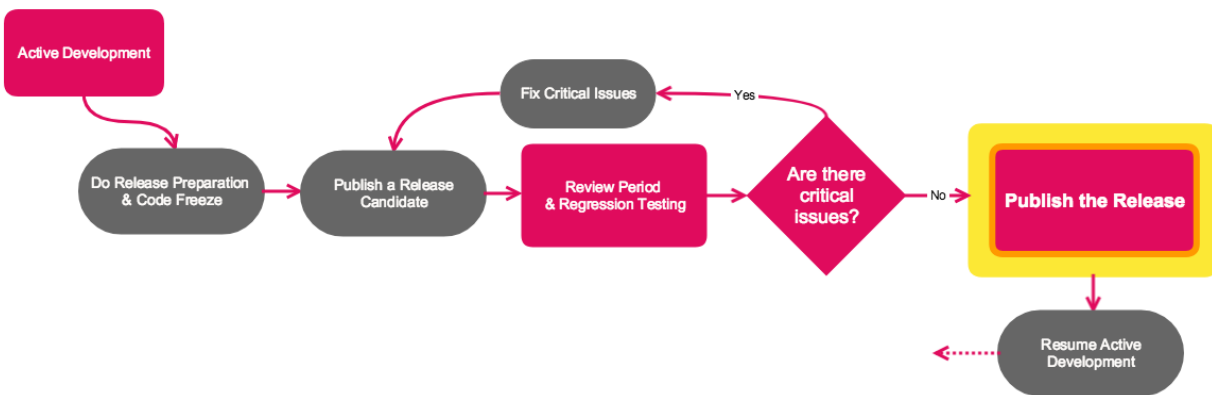 Active Development
Do Release Preparation
& Code Freeze
Publish a Release
Candidate
Fix Critical Issues
Review Period
& Regression Testing
Are there
critical
issues?
Yes
No
Publish the Release
Resume Active
Development